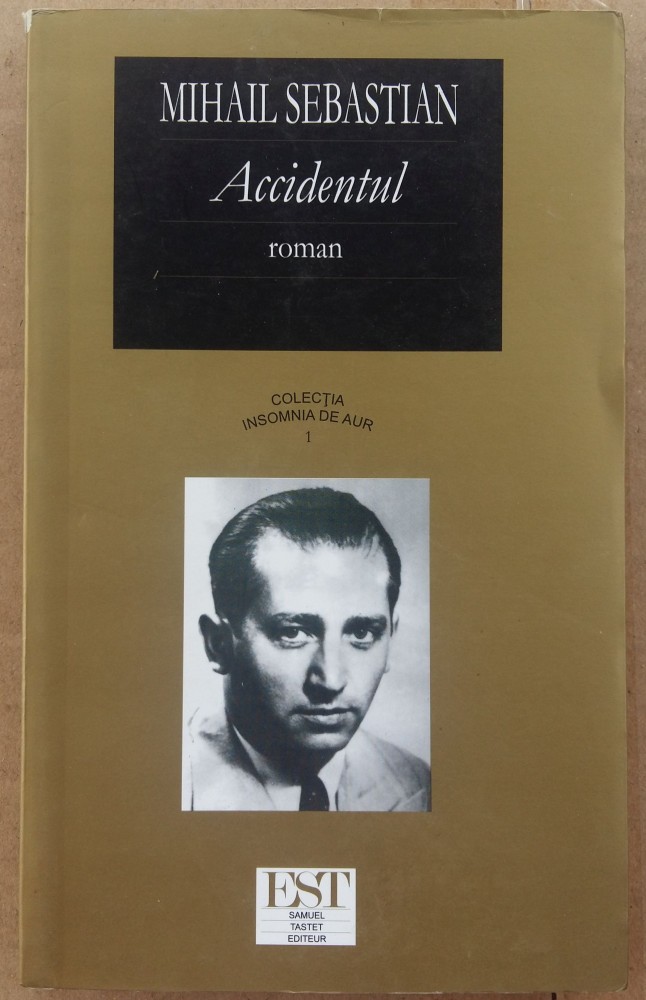 MIHAIL SEBASTIAN
Accidentul
roman
COLECȚIA
INSOMNIA DE AUR
1
EST
SAMUEL
TASTET
EDITEUR